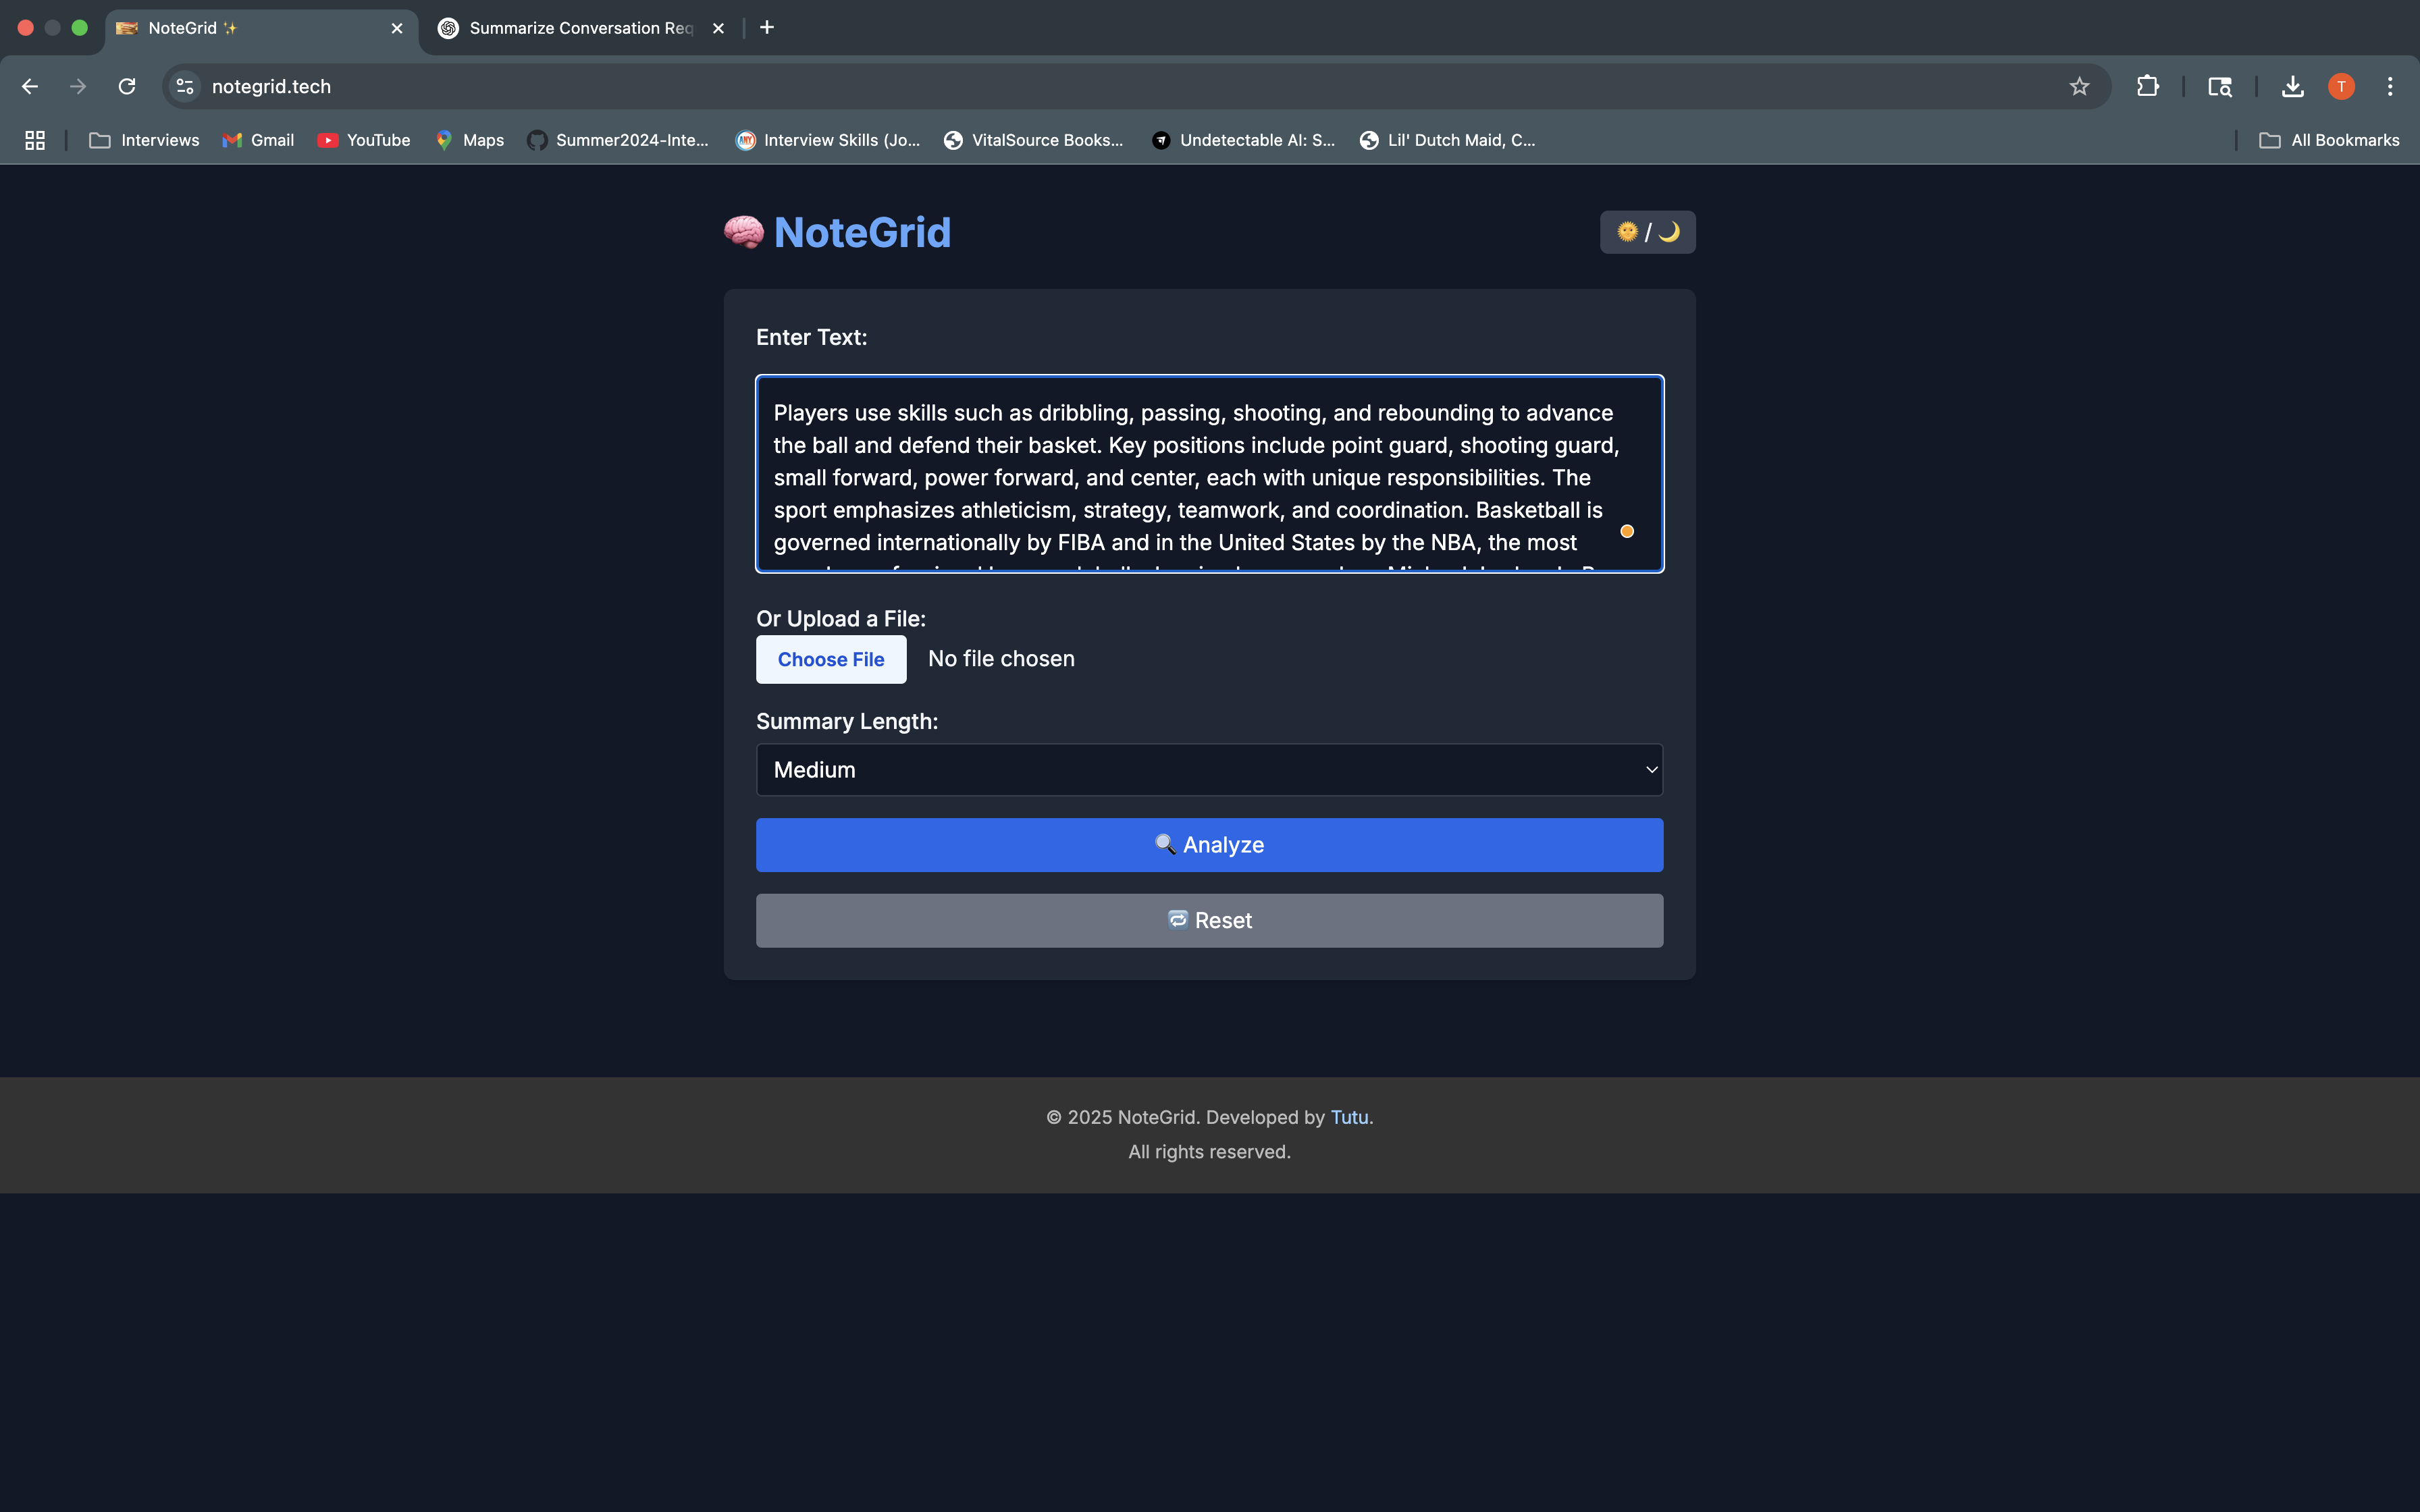 NoteGrid ✨
Summarize Conversation Req
notegrid.tech
T
Interviews
Gmail
YouTube
Maps
Summer2024-Inte...
Interview Skills (Jo...
VitalSource Books...
Undetectable AI: S...
Lil' Dutch Maid, C...
All Bookmarks
🧠 NoteGrid
🌞 / 🌙
Enter Text:
Players use skills such as dribbling, passing, shooting, and rebounding to advance
the ball and defend their basket. Key positions include point guard, shooting guard,
small forward, power forward, and center, each with unique responsibilities. The
sport emphasizes athleticism, strategy, teamwork, and coordination. Basketball is
governed internationally by FIBA and in the United States by the NBA, the most
Or Upload a File:
Choose File No file chosen
Summary Length:
Medium
🔍 Analyze
🔁 Reset
© 2025 NoteGrid. Developed by Tutu.
All rights reserved.